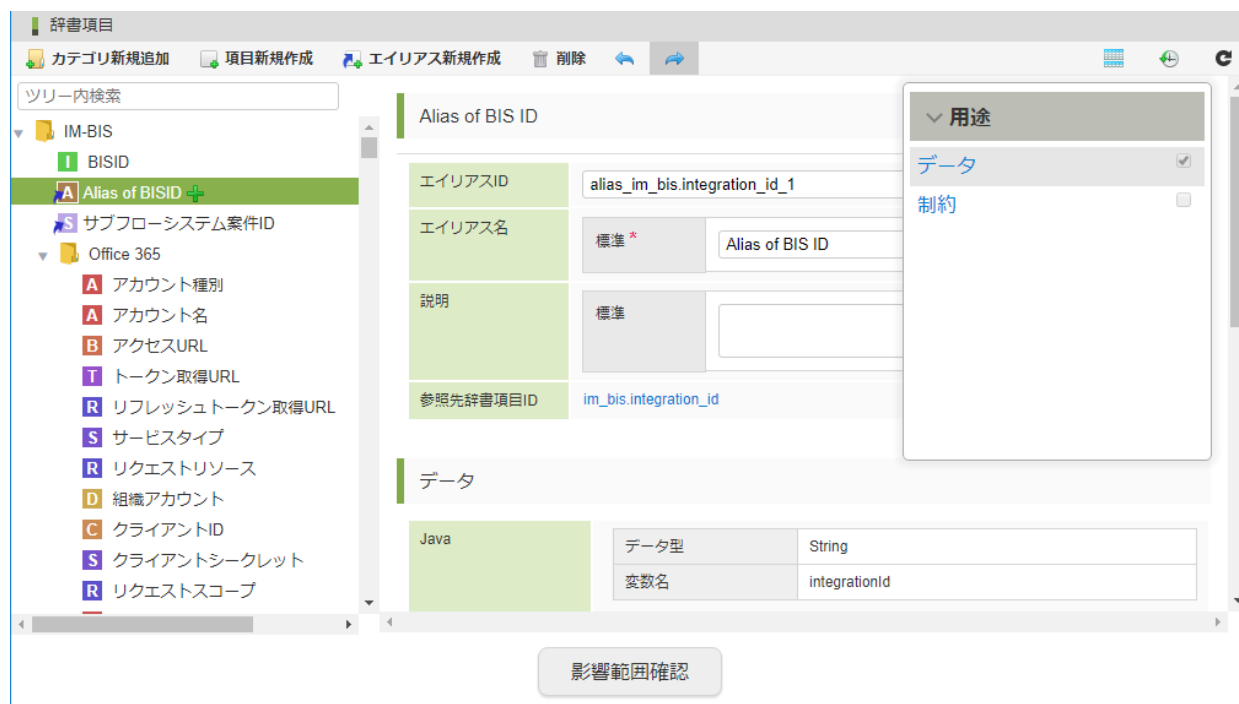 辞書項目
カテゴリ新規追加 項目新規作成 エイリアス新規作成 削除
ツリー内検索
IM-BIS
I BISID
A Alias of BISID
S サブフローシステム案件ID
Office 365
A アカウント種別
A アカウント名
B アクセスURL
T トークン取得URL
R リフレッシュトークン取得URL
S サービスタイプ
R リクエストリソース
D 組織アカウント
C クライアントID
S クライアントシークレット
R リクエストスコープ
Alias of BIS ID
エイリアスID alias_im_bis.integration_id_1
エイリアス名 標準 * Alias of BIS ID
説明 標準
参照先辞書項目ID im_bis.integration_id
データ
Java データ型 String
変数名 integrationId
用途
データ
制約
影響範囲確認